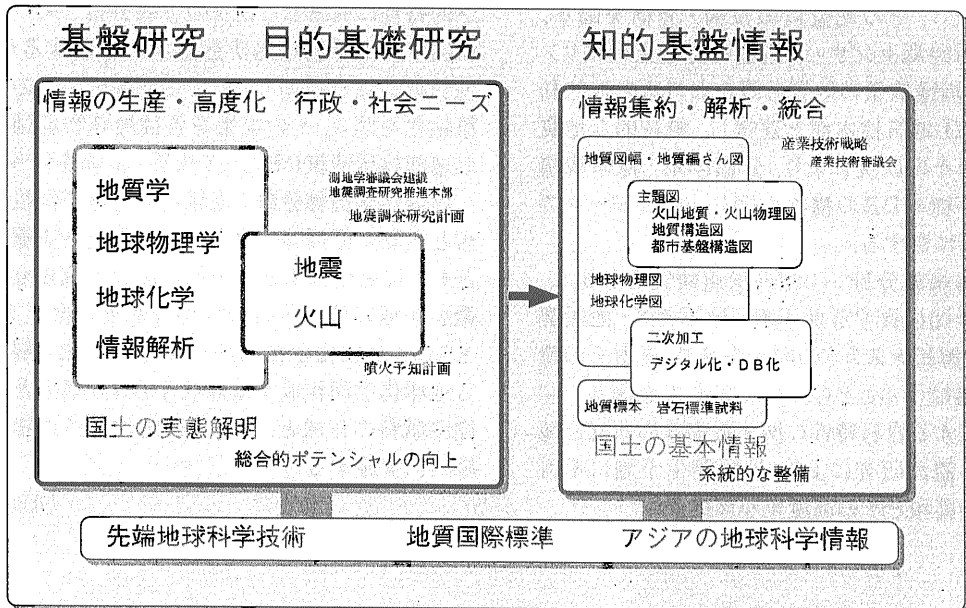 基盤研究　目的基礎研究　知的基盤情報
情報の生産・高度化　行政・社会ニーズ
地質学
地球物理学
地球化学
情報解析
測地学審議会建議
地震調査研究推進本部
地震調査研究計画
地震
火山
噴火予知計画
国土の実態解明
総合的ポテンシャルの向上
情報集約・解析・統合
産業技術戦略
産業技術審議会
地質図幅・地質編さん図
主題図
火山地質・火山物理図
地質構造図
都市基盤構造図
地球物理図
地球化学図
二次加工
デジタル化・DB化
地質標本　岩石標準試料
国土の基本情報
系統的な整備
先端地球科学技術　地質国際標準　アジアの地球科学情報